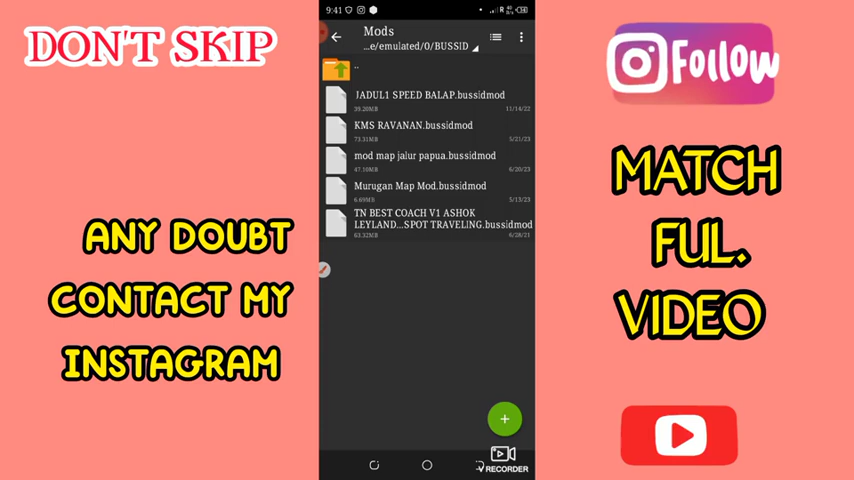 DON'T SKIP
ANY DOUBT
CONTACT MY
INSTAGRAM
9:41
Mods
...e/emulated/0/BUSSID
..
JADUL1 SPEED BALAP.bussidmod
39.20MB 11/14/22
KMS RAVANAN.bussidmod
73.31MB 5/21/23
mod map jalur papua.bussidmod
47.10MB 6/20/23
Murugan Map Mod.bussidmod
6.69MB 5/13/23
TN BEST COACH V1 ASHOK
LEYLAND...SPOT TRAVELING.bussidmod
63.32MB 6/28/21
+
V RECORDER
Follow
MATCH
FUL.
VIDEO